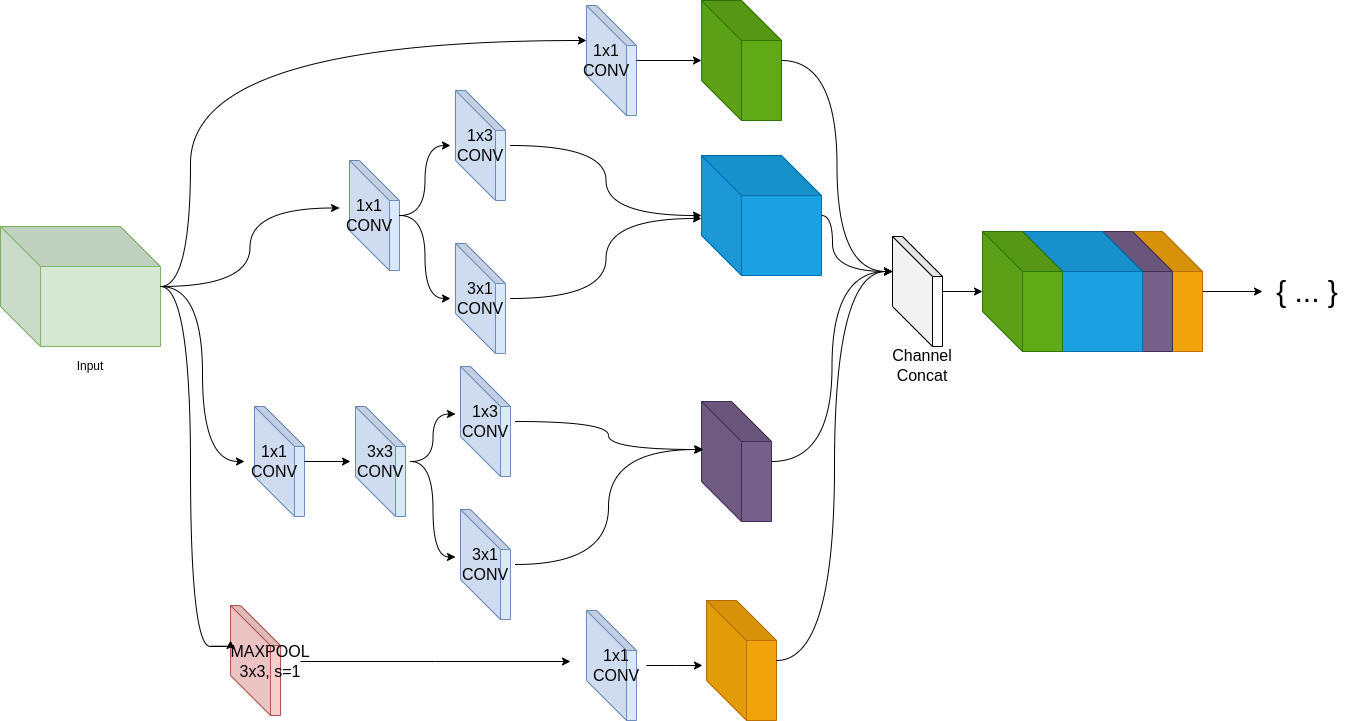 1x1
CONV
1x3
CONV
1x1
CONV
3x1
CONV
Input
{ ... }
Channel
Concat
1x3
CONV
1x1
CONV
3x3
CONV
3x1
CONV
MAXPOOL
3x3, s=1
1x1
CONV